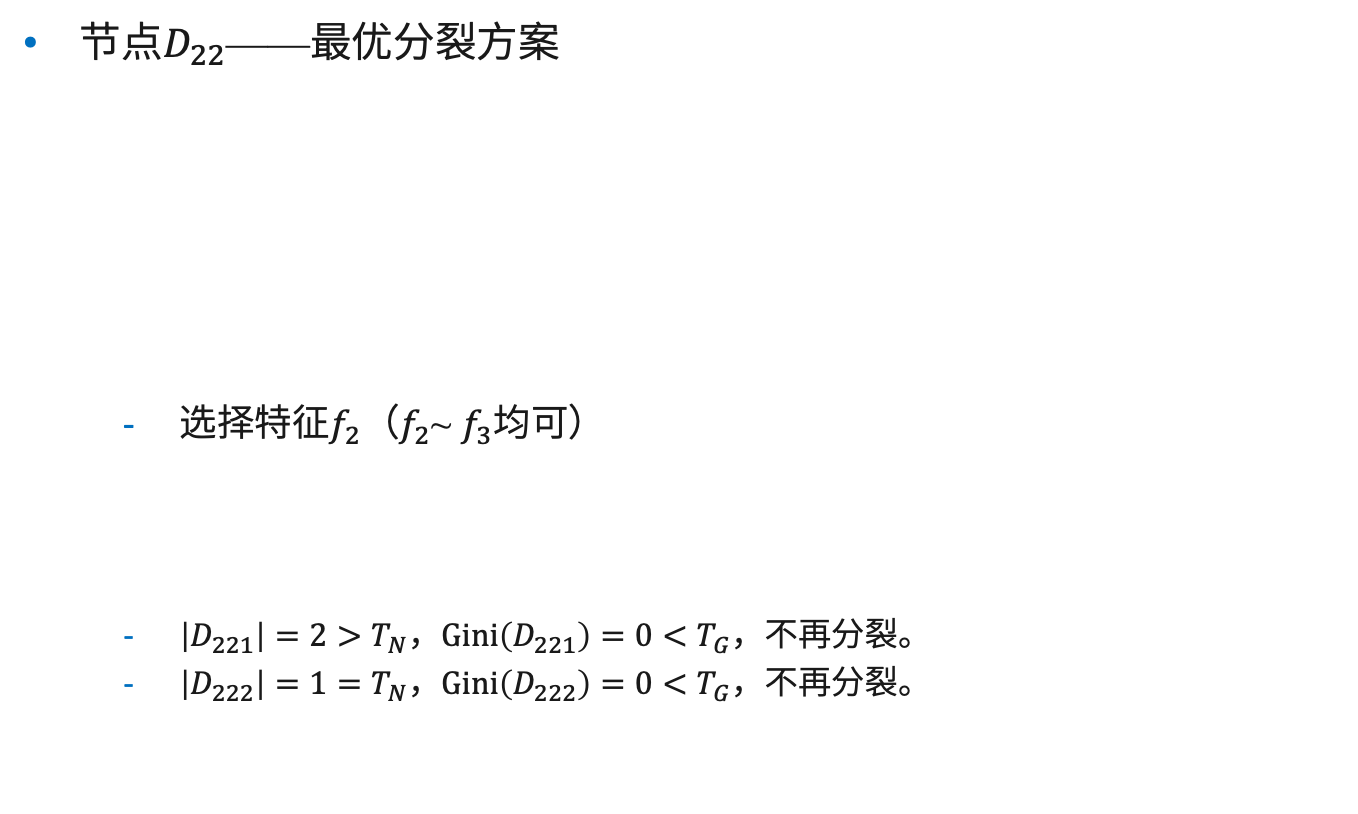 • 节点D₂₂——最优分裂方案
- 选择特征f₂（f₂~ f₃均可）
- |D₂₂₁| = 2 > T_N，Gini(D₂₂₁) = 0 < T_G，不再分裂。
- |D₂₂₂| = 1 = T_N，Gini(D₂₂₂) = 0 < T_G，不再分裂。